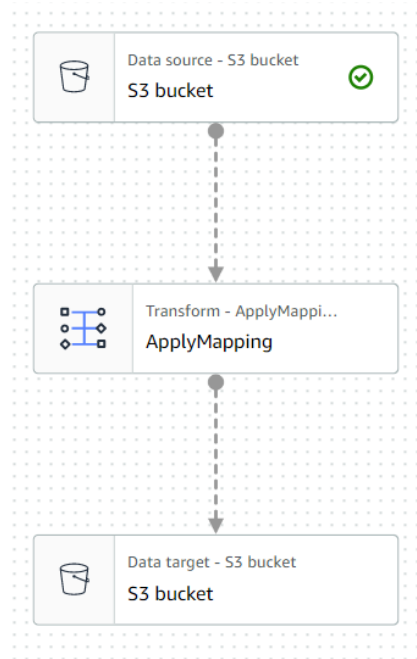 Data source - S3 bucket
S3 bucket
Transform - ApplyMappi...
ApplyMapping
Data target - S3 bucket
S3 bucket